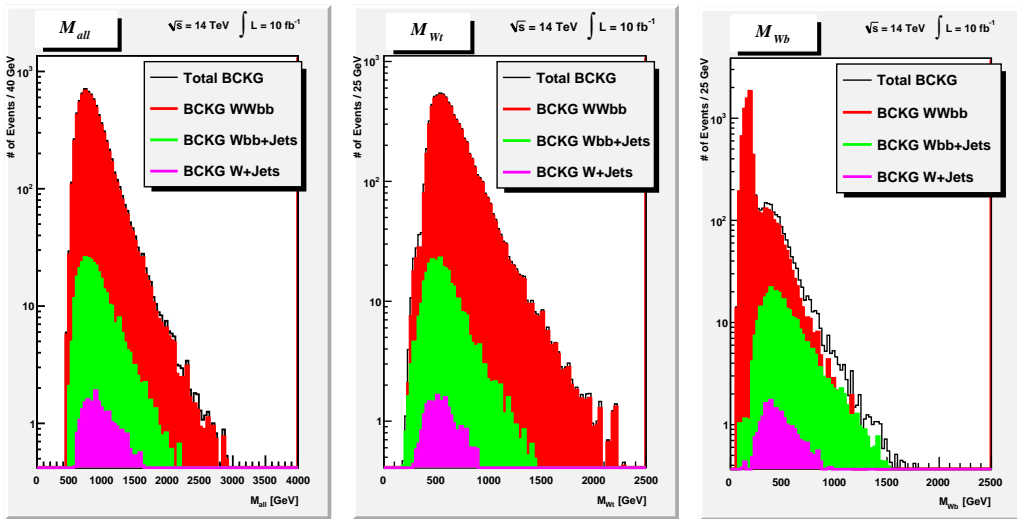 M_all
√s = 14 TeV ∫ L = 10 fb⁻¹
# of Events / 40 GeV
Total BCKG
BCKG WWbb
BCKG Wbb+Jets
BCKG W+Jets
10³
10²
10
1
0 500 1000 1500 2000 2500 3000 3500 4000
M_all [GeV]
M_Wt
√s = 14 TeV ∫ L = 10 fb⁻¹
# of Events / 25 GeV
Total BCKG
BCKG WWbb
BCKG Wbb+Jets
BCKG W+Jets
10³
10²
10
1
0 500 1000 1500 2000 2500
M_Wt [GeV]
M_Wb
√s = 14 TeV ∫ L = 10 fb⁻¹
# of Events / 25 GeV
Total BCKG
BCKG WWbb
BCKG Wbb+Jets
BCKG W+Jets
10³
10²
10
1
0 500 1000 1500 2000 2500
M_Wb [GeV]